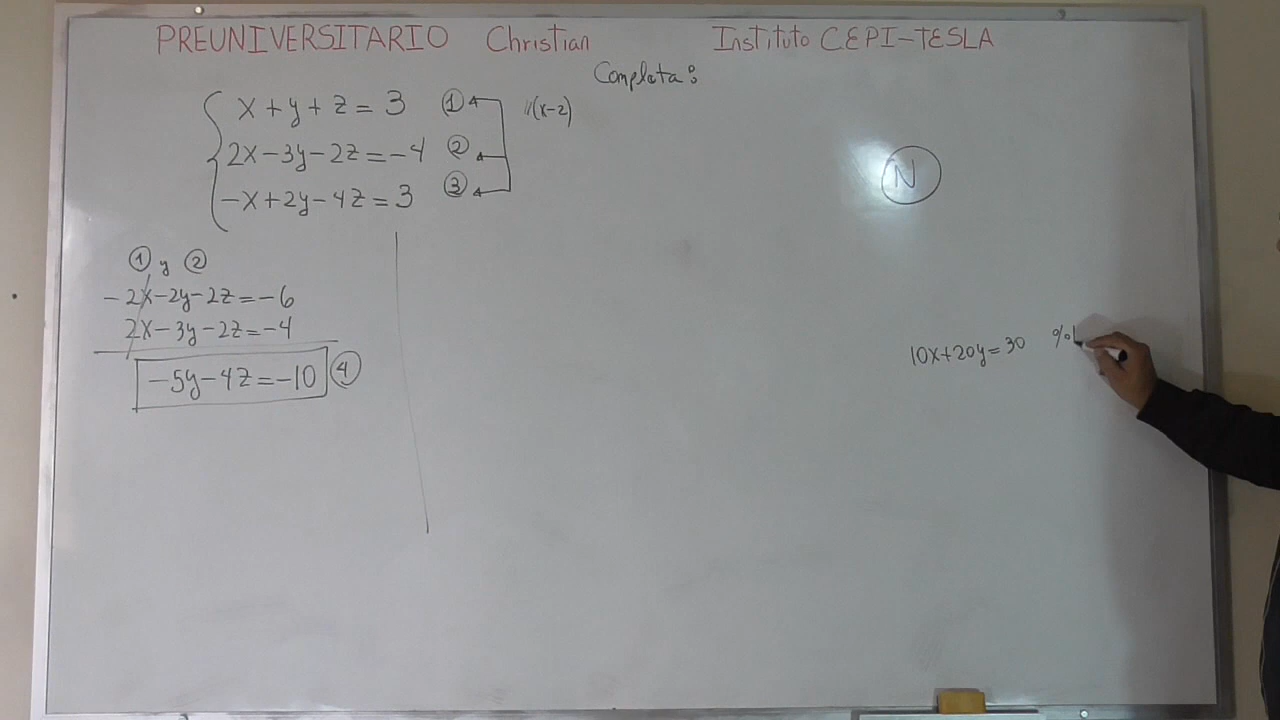 PREUNIVERSITARIO Christian Instituto CEPI-TESLA
Completa:
x + y + z = 3 ① //(x-2)
2x - 3y - 2z = -4 ②
-x + 2y - 4z = 3 ③
N
① y ②
-2x - 2y - 2z = -6
2x - 3y - 2z = -4
-5y - 4z = -10 ④
10x + 20y = 30